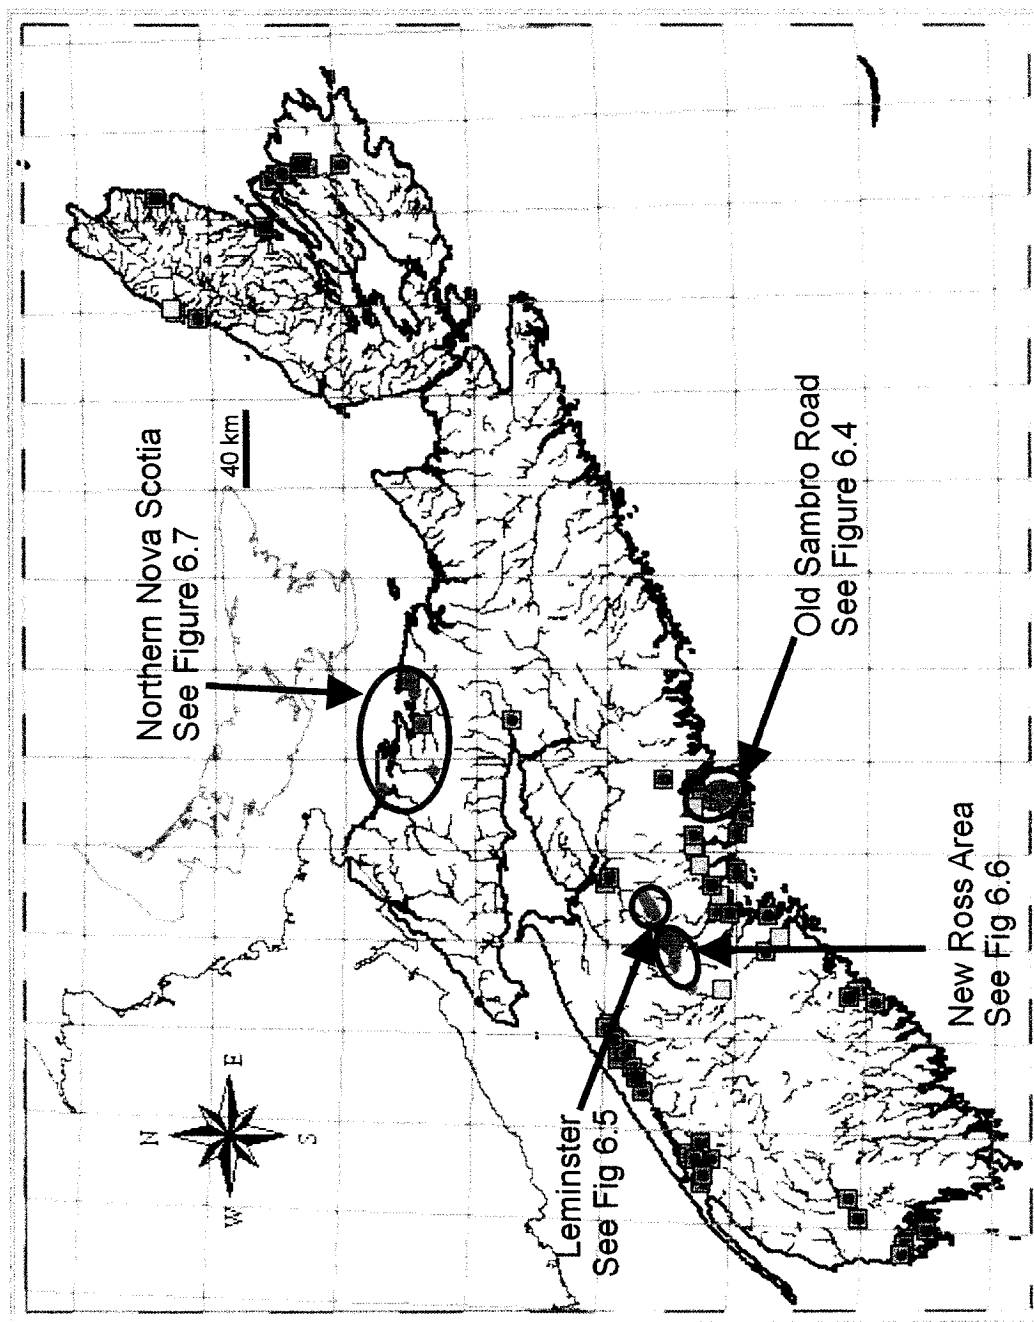 Northern Nova Scotia
See Figure 6.7
40 km
N
W
E
S
Leminster
See Fig 6.5
New Ross Area
See Fig 6.6
Old Sambro Road
See Figure 6.4